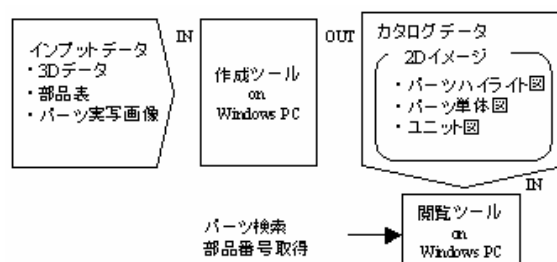 インプットデータ
・3Dデータ
・部品表
・パーツ実写画像
IN
作成ツール
on
Windows PC
OUT
カタログデータ
2Dイメージ
・パーツハイライト図
・パーツ単体図
・ユニット図
IN
パーツ検索
部品番号取得
閲覧ツール
on
Windows PC